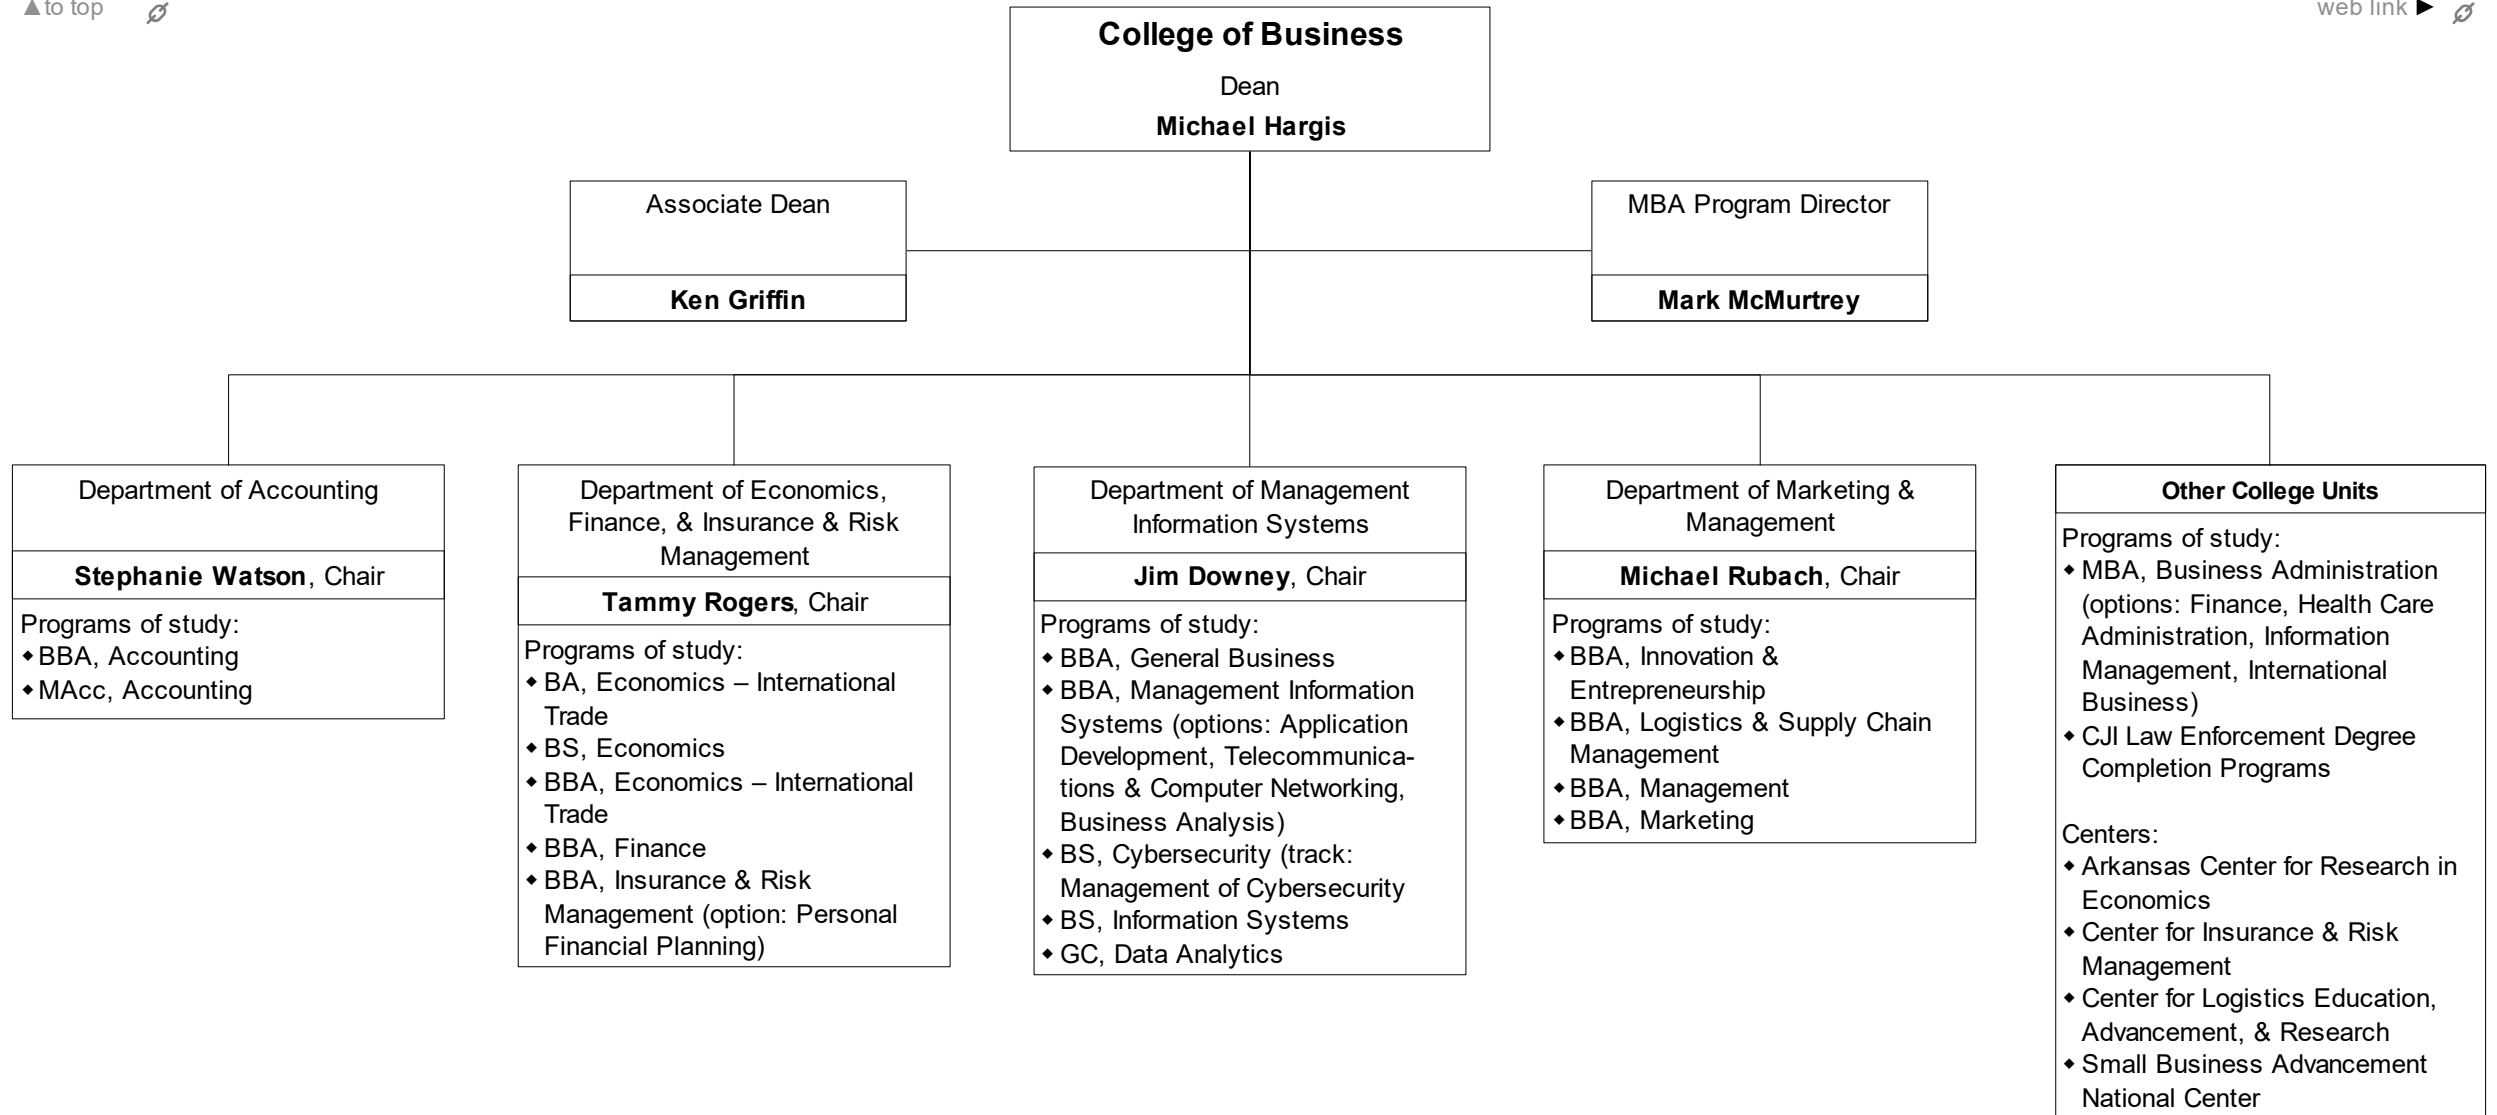 ▲to top
web link ►
College of Business
Dean
Michael Hargis
Associate Dean
Ken Griffin
MBA Program Director
Mark McMurtrey
Department of Accounting
Stephanie Watson, Chair
Programs of study:
◆BBA, Accounting
◆MAcc, Accounting
Department of Economics,
Finance, & Insurance & Risk
Management
Tammy Rogers, Chair
Programs of study:
◆BA, Economics – International
Trade
◆BS, Economics
◆BBA, Economics – International
Trade
◆BBA, Finance
◆BBA, Insurance & Risk
Management (option: Personal
Financial Planning)
Department of Management
Information Systems
Jim Downey, Chair
Programs of study:
◆BBA, General Business
◆BBA, Management Information
Systems (options: Application
Development, Telecommunica-
tions & Computer Networking,
Business Analysis)
◆BS, Cybersecurity (track:
Management of Cybersecurity
◆BS, Information Systems
◆GC, Data Analytics
Department of Marketing &
Management
Michael Rubach, Chair
Programs of study:
◆BBA, Innovation &
Entrepreneurship
◆BBA, Logistics & Supply Chain
Management
◆BBA, Management
◆BBA, Marketing
Other College Units
Programs of study:
◆MBA, Business Administration
(options: Finance, Health Care
Administration, Information
Management, International
Business)
◆CJI Law Enforcement Degree
Completion Programs
Centers:
◆Arkansas Center for Research in
Economics
◆Center for Insurance & Risk
Management
◆Center for Logistics Education,
Advancement, & Research
◆Small Business Advancement
National Center